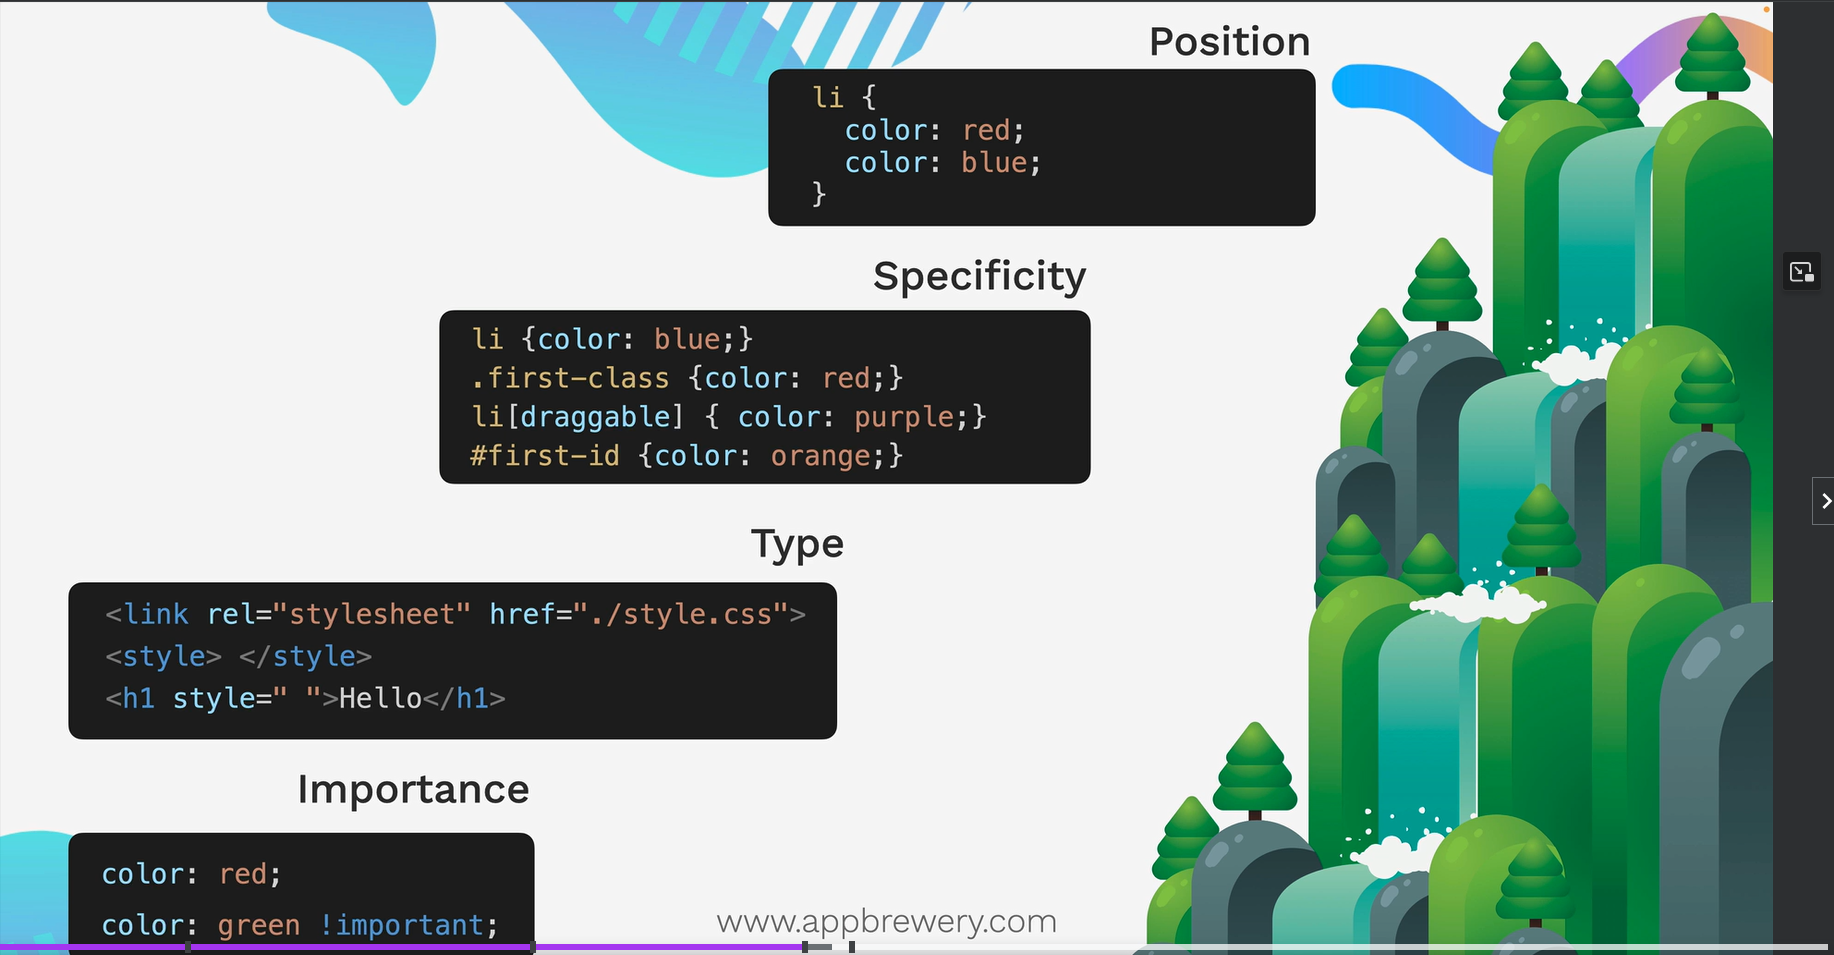 Position
li {
  color: red;
  color: blue;
}
Specificity
li {color: blue;}
.first-class {color: red;}
li[draggable] { color: purple;}
#first-id {color: orange;}
Type
<link rel="stylesheet" href="./style.css">
<style> </style>
<h1 style=" ">Hello</h1>
Importance
color: red;
color: green !important;
www.appbrewery.com